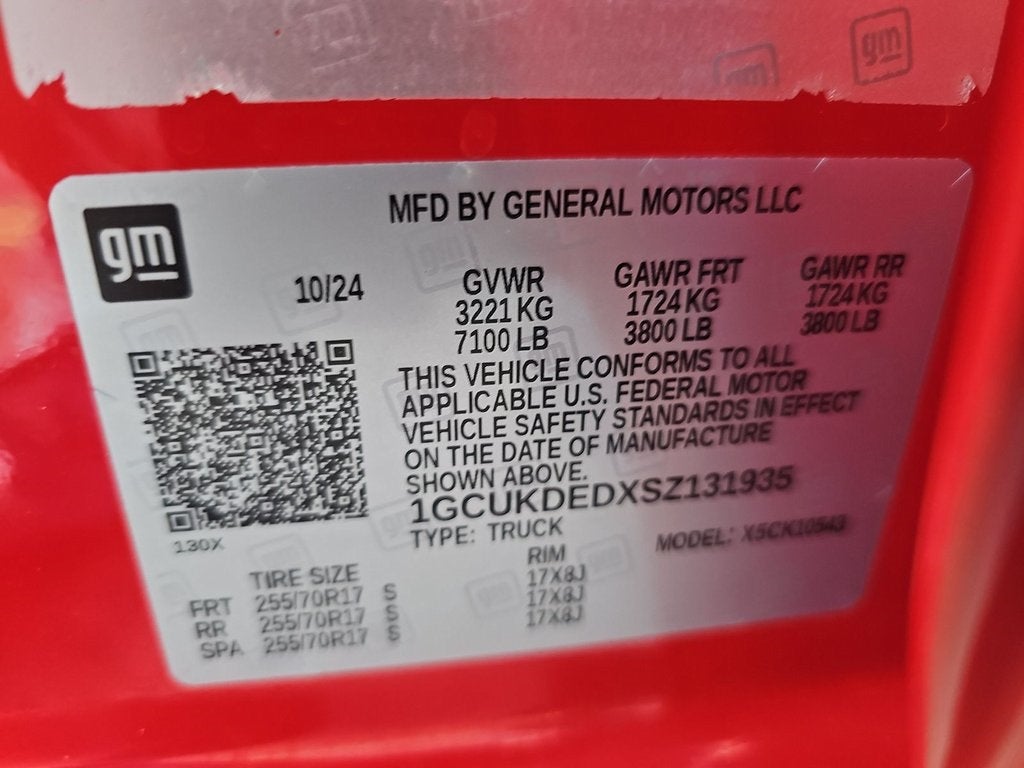 gm
MFD BY GENERAL MOTORS LLC
gm
10/24
GVWR GAWR FRT GAWR RR
3221 KG 1724 KG 1724 KG
7100 LB 3800 LB 3800 LB
THIS VEHICLE CONFORMS TO ALL
APPLICABLE U.S. FEDERAL MOTOR
VEHICLE SAFETY STANDARDS IN EFFECT
ON THE DATE OF MANUFACTURE
SHOWN ABOVE.
1GCUKDEDXSZ131935
TYPE: TRUCK MODEL: X5CK10543
130X
TIRE SIZE RIM
FRT 255/70R17 S 17X8J
RR 255/70R17 S 17X8J
SPA 255/70R17 S 17X8J